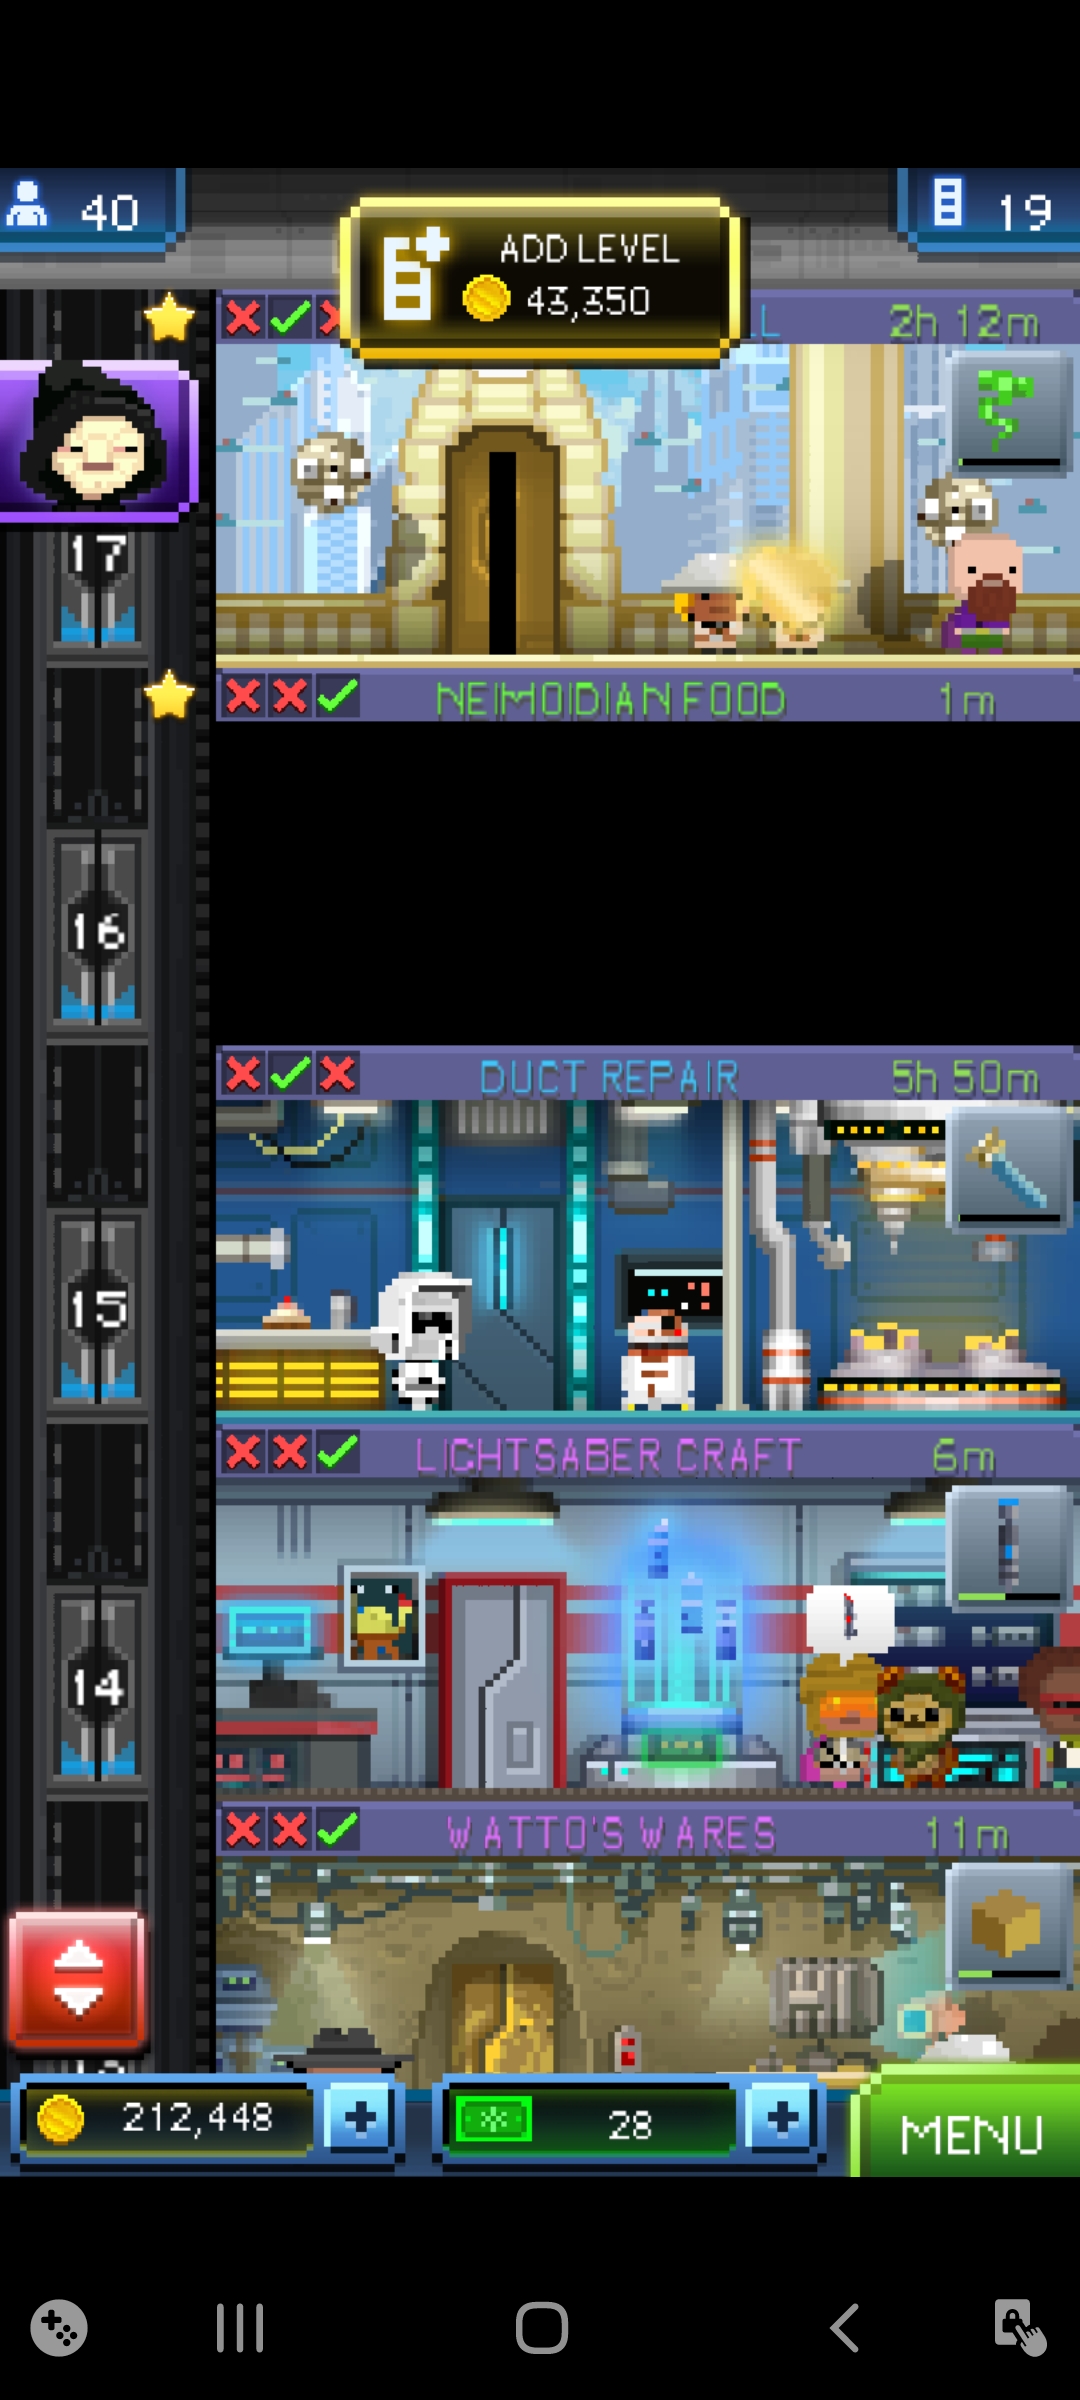 40
ADD LEVEL
43,350
19
2h 12m
17
NEIMOIDIAN FOOD 1m
16
DUCT REPAIR 5h 50m
15
LIGHTSABER CRAFT 6m
14
WATTO'S WARES 11m
212,448
28
MENU